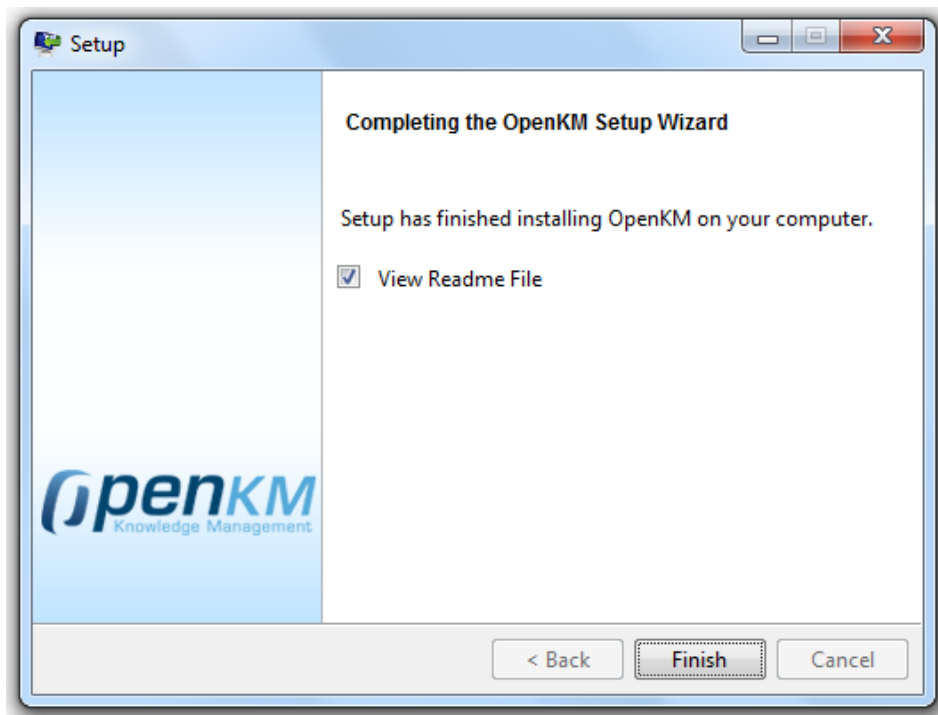 Setup
Completing the OpenKM Setup Wizard
Setup has finished installing OpenKM on your computer.
View Readme File
OpenKM
Knowledge Management
< Back
Finish
Cancel